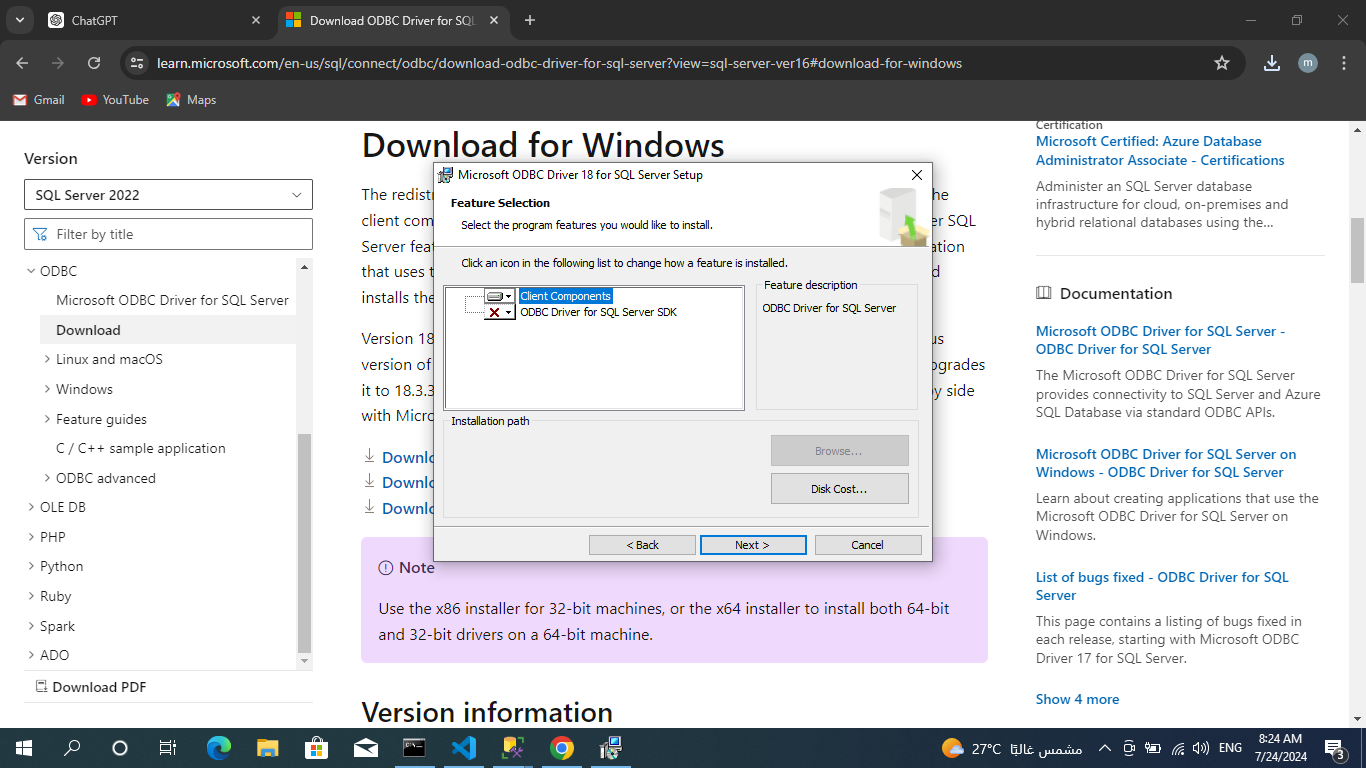 ChatGPT
Download ODBC Driver for SQL
learn.microsoft.com/en-us/sql/connect/odbc/download-odbc-driver-for-sql-server?view=sql-server-ver16#download-for-windows
m
Gmail
YouTube
Maps
Version
SQL Server 2022
Filter by title
ODBC
Microsoft ODBC Driver for SQL Server
Download
Linux and macOS
Windows
Feature guides
C / C++ sample application
ODBC advanced
OLE DB
PHP
Python
Ruby
Spark
ADO
Download PDF
Download for Windows
The redistr
he
client com
er SQL
Server feat
ation
that uses t
d
installs the
Version 18
us
version of
ogrades
it to 18.3.3
y side
with Micro
Downlo
Downlo
Downlo
Microsoft ODBC Driver 18 for SQL Server Setup
Feature Selection
Select the program features you would like to install.
Click an icon in the following list to change how a feature is installed.
Client Components
ODBC Driver for SQL Server SDK
Feature description
ODBC Driver for SQL Server
Installation path
Browse...
Disk Cost...
< Back
Next >
Cancel
Note
Use the x86 installer for 32-bit machines, or the x64 installer to install both 64-bit
and 32-bit drivers on a 64-bit machine.
Version information
Certification
Microsoft Certified: Azure Database
Administrator Associate - Certifications
Administer an SQL Server database
infrastructure for cloud, on-premises and
hybrid relational databases using the...
Documentation
Microsoft ODBC Driver for SQL Server -
ODBC Driver for SQL Server
The Microsoft ODBC Driver for SQL Server
provides connectivity to SQL Server and Azure
SQL Database via standard ODBC APIs.
Microsoft ODBC Driver for SQL Server on
Windows - ODBC Driver for SQL Server
Learn about creating applications that use the
Microsoft ODBC Driver for SQL Server on
Windows.
List of bugs fixed - ODBC Driver for SQL
Server
This page contains a listing of bugs fixed in
each release, starting with Microsoft ODBC
Driver 17 for SQL Server.
Show 4 more
27°C مشمس غالبًا
ENG
8:24 AM
7/24/2024
3